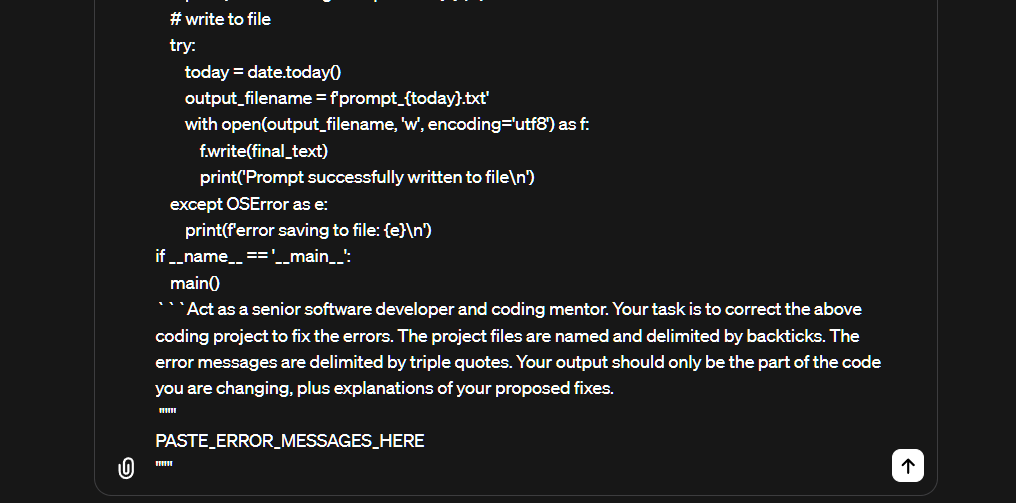 # write to file
try:
today = date.today()
output_filename = f'prompt_{today}.txt'
with open(output_filename, 'w', encoding='utf8') as f:
f.write(final_text)
print('Prompt successfully written to file\n')
except OSError as e:
print(f'error saving to file: {e}\n')
if __name__ == '__main__':
main()
```Act as a senior software developer and coding mentor. Your task is to correct the above
coding project to fix the errors. The project files are named and delimited by backticks. The
error messages are delimited by triple quotes. Your output should only be the part of the code
you are changing, plus explanations of your proposed fixes.
"""
PASTE_ERROR_MESSAGES_HERE
"""